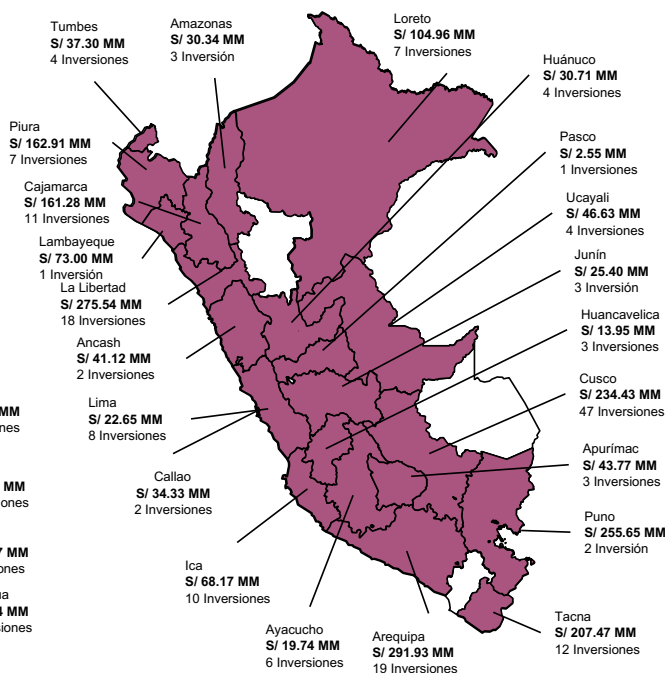 Tumbes
S/ 37.30 MM
4 Inversiones
Amazonas
S/ 30.34 MM
3 Inversión
Loreto
S/ 104.96 MM
7 Inversiones
Huánuco
S/ 30.71 MM
4 Inversiones
Piura
S/ 162.91 MM
7 Inversiones
Pasco
S/ 2.55 MM
1 Inversiones
Cajamarca
S/ 161.28 MM
11 Inversiones
Ucayali
S/ 46.63 MM
4 Inversiones
Lambayeque
S/ 73.00 MM
1 Inversión
Junín
S/ 25.40 MM
3 Inversión
La Libertad
S/ 275.54 MM
18 Inversiones
Huancavelica
S/ 13.95 MM
3 Inversiones
Ancash
S/ 41.12 MM
2 Inversiones
Cusco
S/ 234.43 MM
47 Inversiones
Lima
S/ 22.65 MM
8 Inversiones
Apurímac
S/ 43.77 MM
3 Inversiones
Callao
S/ 34.33 MM
2 Inversiones
Puno
S/ 255.65 MM
2 Inversión
Ica
S/ 68.17 MM
10 Inversiones
Tacna
S/ 207.47 MM
12 Inversiones
Ayacucho
S/ 19.74 MM
6 Inversiones
Arequipa
S/ 291.93 MM
19 Inversiones
MM
MM
7 MM
MM